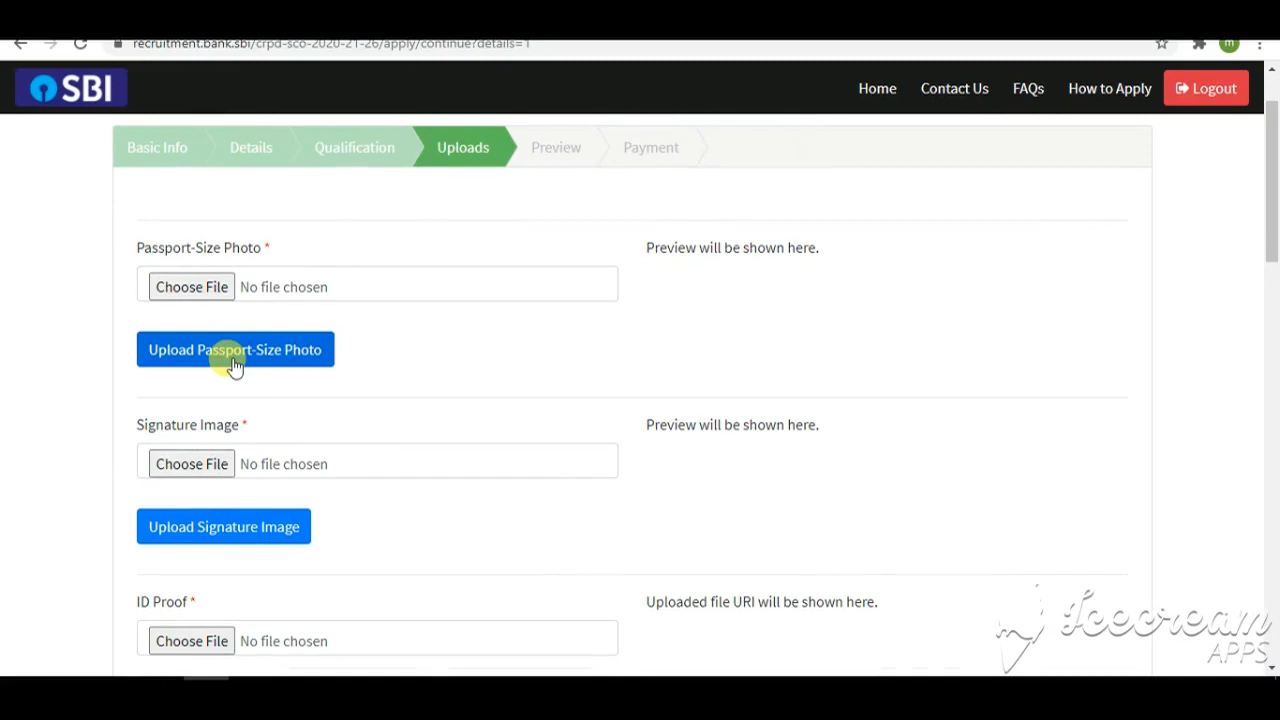 recruitment.bank.sbi/crpd-sco-2020-21-26/apply/continue?details=1
m
SBI
Home Contact Us FAQs How to Apply Logout
Basic Info Details Qualification Uploads Preview Payment
Passport-Size Photo * Preview will be shown here.
Choose File No file chosen
Upload Passport-Size Photo
Signature Image * Preview will be shown here.
Choose File No file chosen
Upload Signature Image
ID Proof * Uploaded file URI will be shown here.
Choose File No file chosen
Icecream
APPS